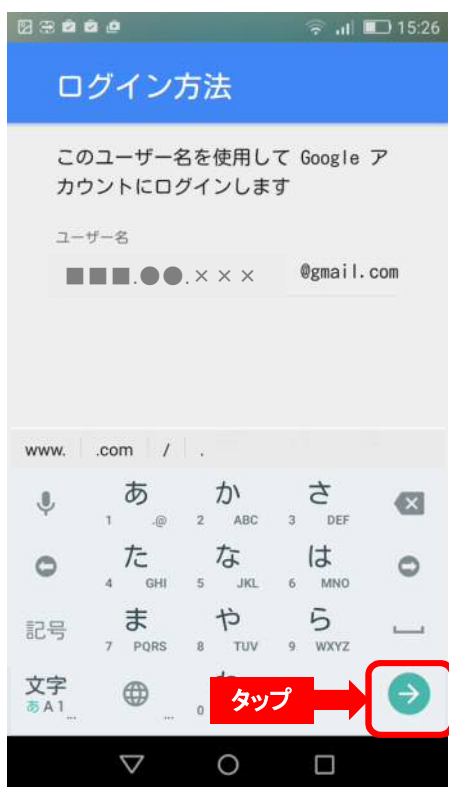 15:26
ログイン方法
このユーザー名を使用して Google ア
カウントにログインします
ユーザー名
■■■.●●.×××
@gmail.com
www. .com / .
あ か さ
1 .@ 2 ABC 3 DEF
た な は
4 GHI 5 JKL 6 MNO
記号 ま や ら
7 PQRS 8 TUV 9 WXYZ
文字
あA1 ... ... 0
タップ